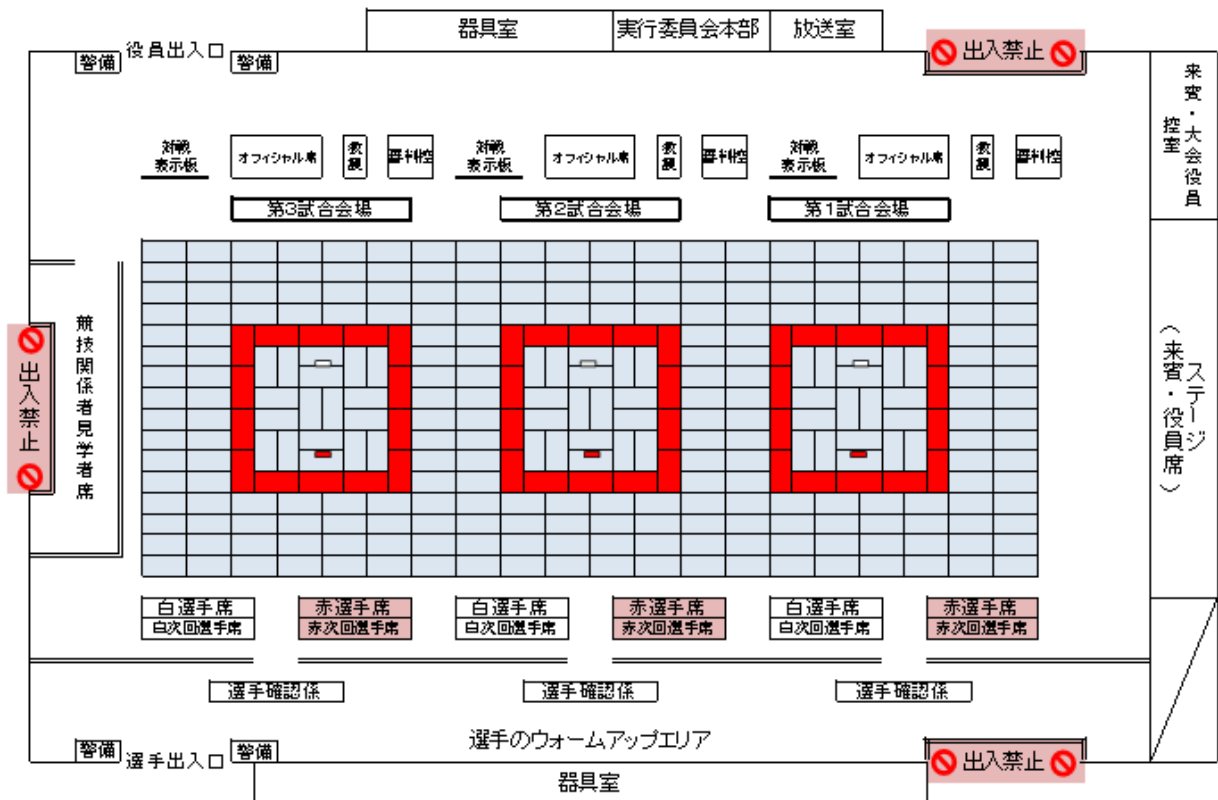 器具室
実行委員会本部
放送室
警備
役員出入口
警備
出入禁止
来賓・大会役員
控室
対戦
表示板
オフィシャル席
救護
審判控
対戦
表示板
オフィシャル席
救護
審判控
対戦
表示板
オフィシャル席
救護
審判控
第3試合会場
第2試合会場
第1試合会場
出入禁止
競技関係者見学者席
ステージ
(来賓・役員席)
白選手席
白次回選手席
赤選手席
赤次回選手席
白選手席
白次回選手席
赤選手席
赤次回選手席
白選手席
白次回選手席
赤選手席
赤次回選手席
選手確認係
選手確認係
選手確認係
選手のウォームアップエリア
警備
選手出入口
警備
器具室
出入禁止